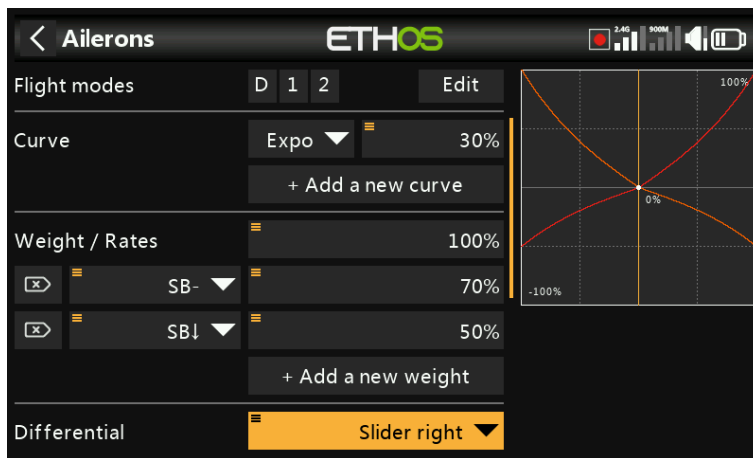 Ailerons
ETHOS
2.4G 900M
Flight modes D 1 2 Edit
100%
Curve Expo 30%
+ Add a new curve
0%
Weight / Rates 100%
SB- 70%
-100%
SB↓ 50%
+ Add a new weight
Differential Slider right